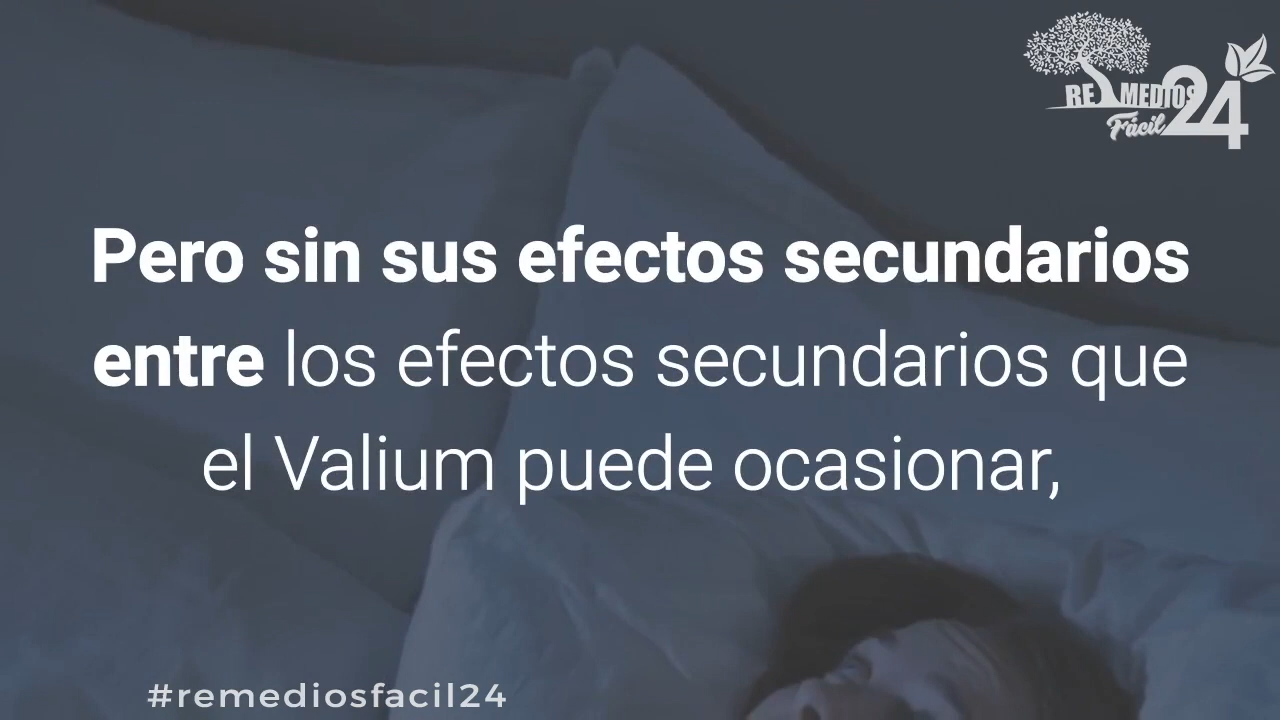 REMEDIOS
Fácil 24
Pero sin sus efectos secundarios
entre los efectos secundarios que
el Valium puede ocasionar,
#remediosfacil24